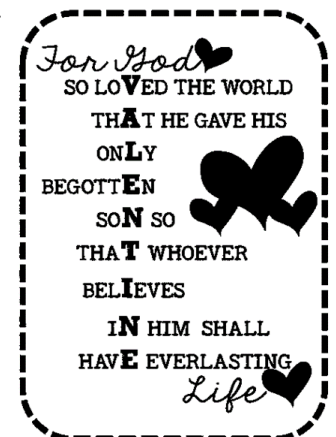 For God
SO LOVED THE WORLD
THAT HE GAVE HIS
ONLY
BEGOTTEN
SON SO
THAT WHOEVER
BELIEVES
IN HIM SHALL
HAVE EVERLASTING
Life